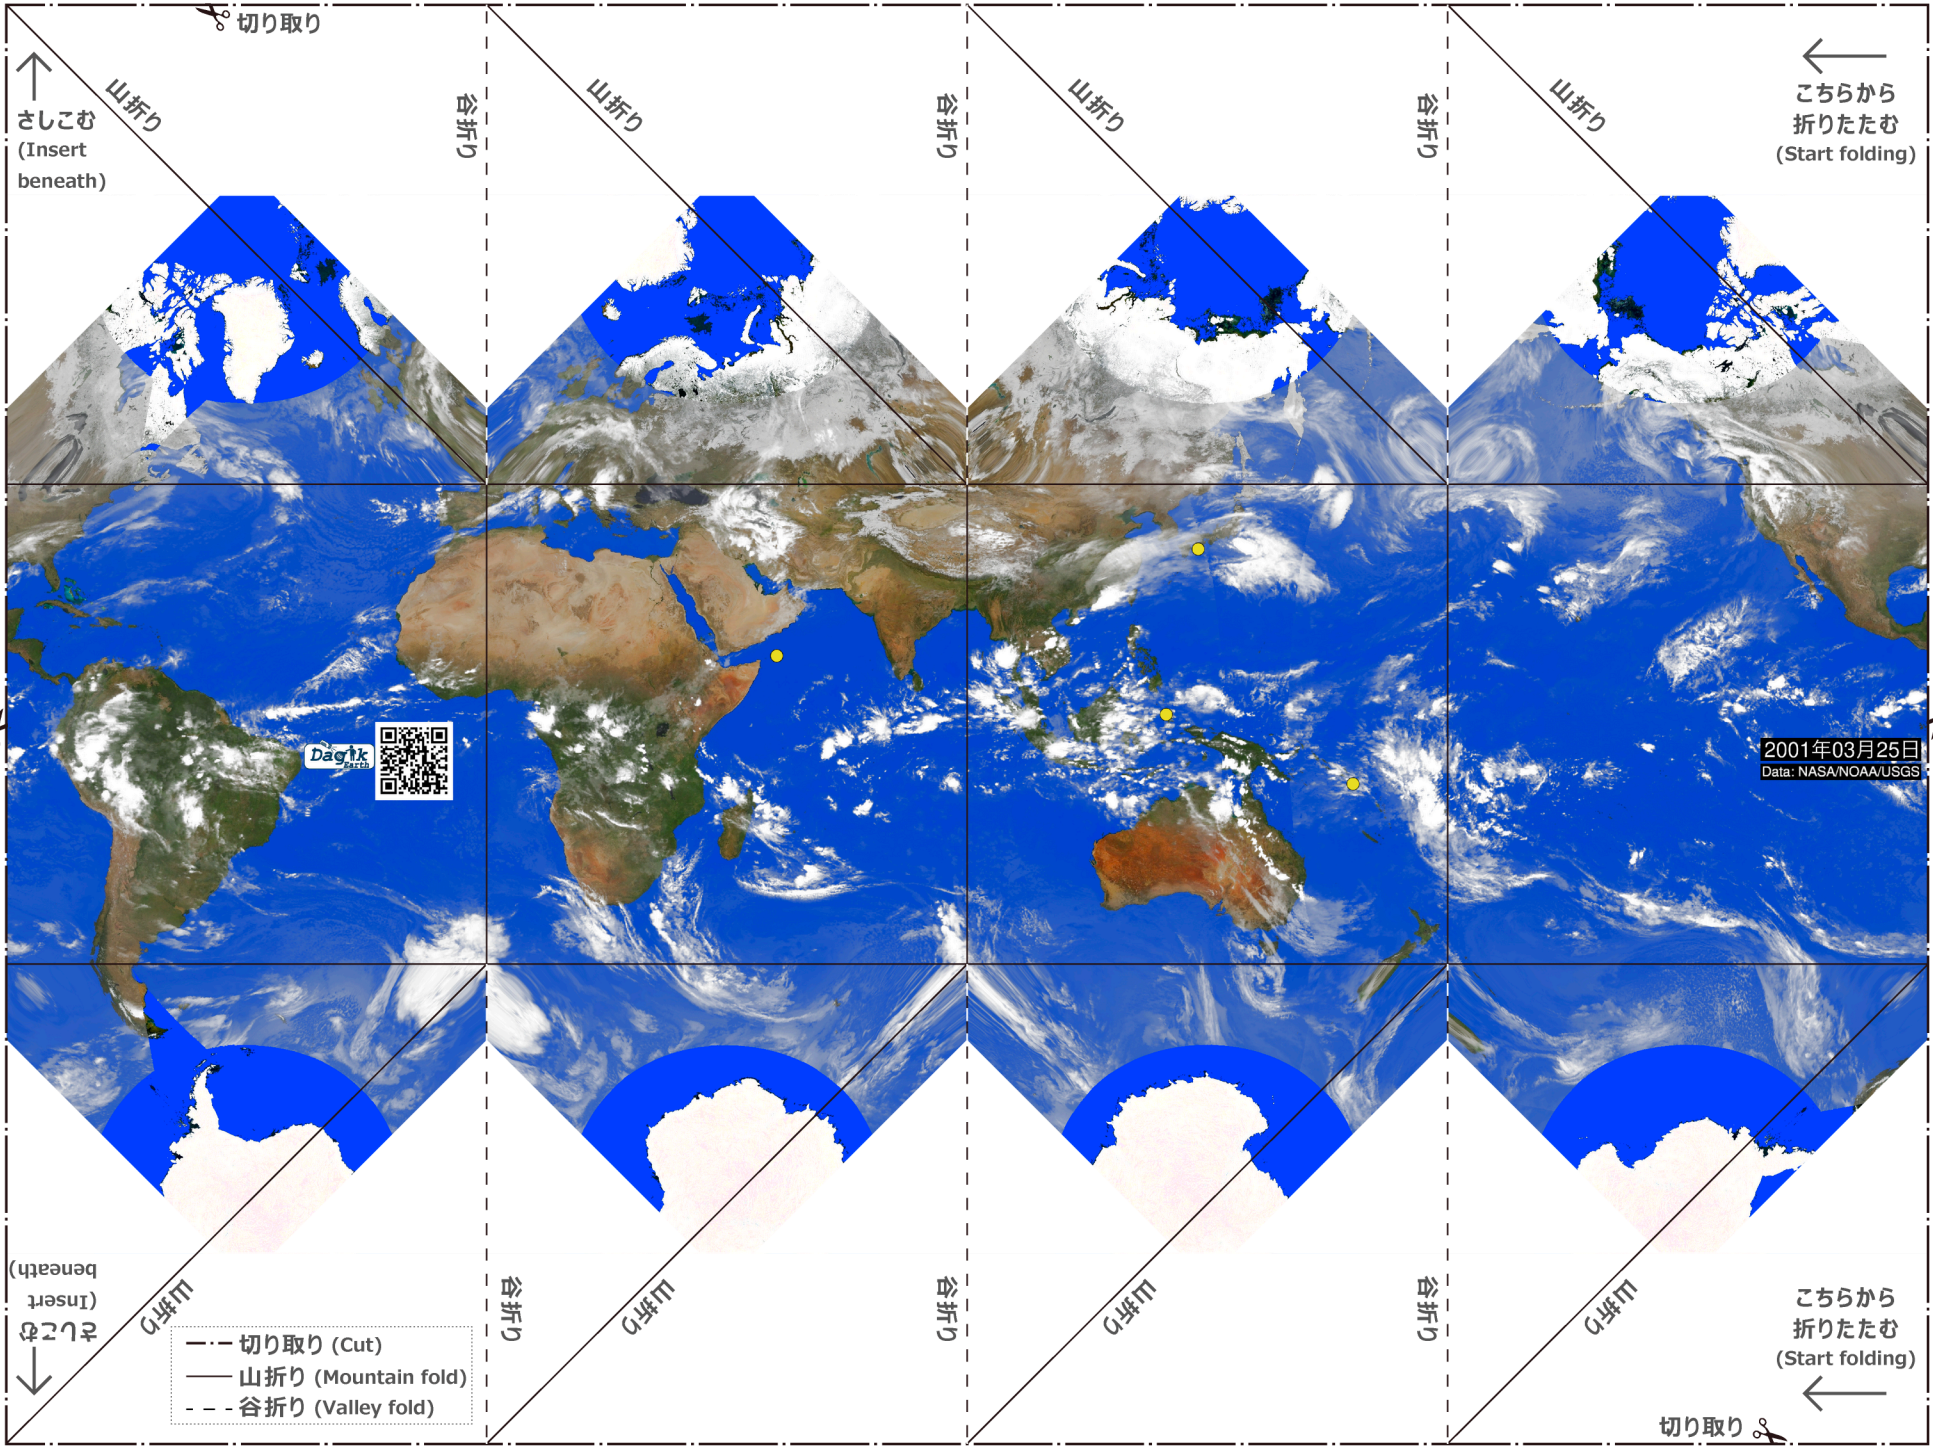 切り取り
山折り
谷折り
山折り
谷折り
山折り
谷折り
山折り
さしこむ
(Insert
beneath)
こちらから
折りたたむ
(Start folding)
Dagik
Earth
2001年03月25日
Data: NASA/NOAA/USGS
さしこむ
(Insert
beneath)
山折り
谷折り
山折り
谷折り
山折り
谷折り
山折り
切り取り (Cut)
山折り (Mountain fold)
谷折り (Valley fold)
こちらから
折りたたむ
(Start folding)
切り取り